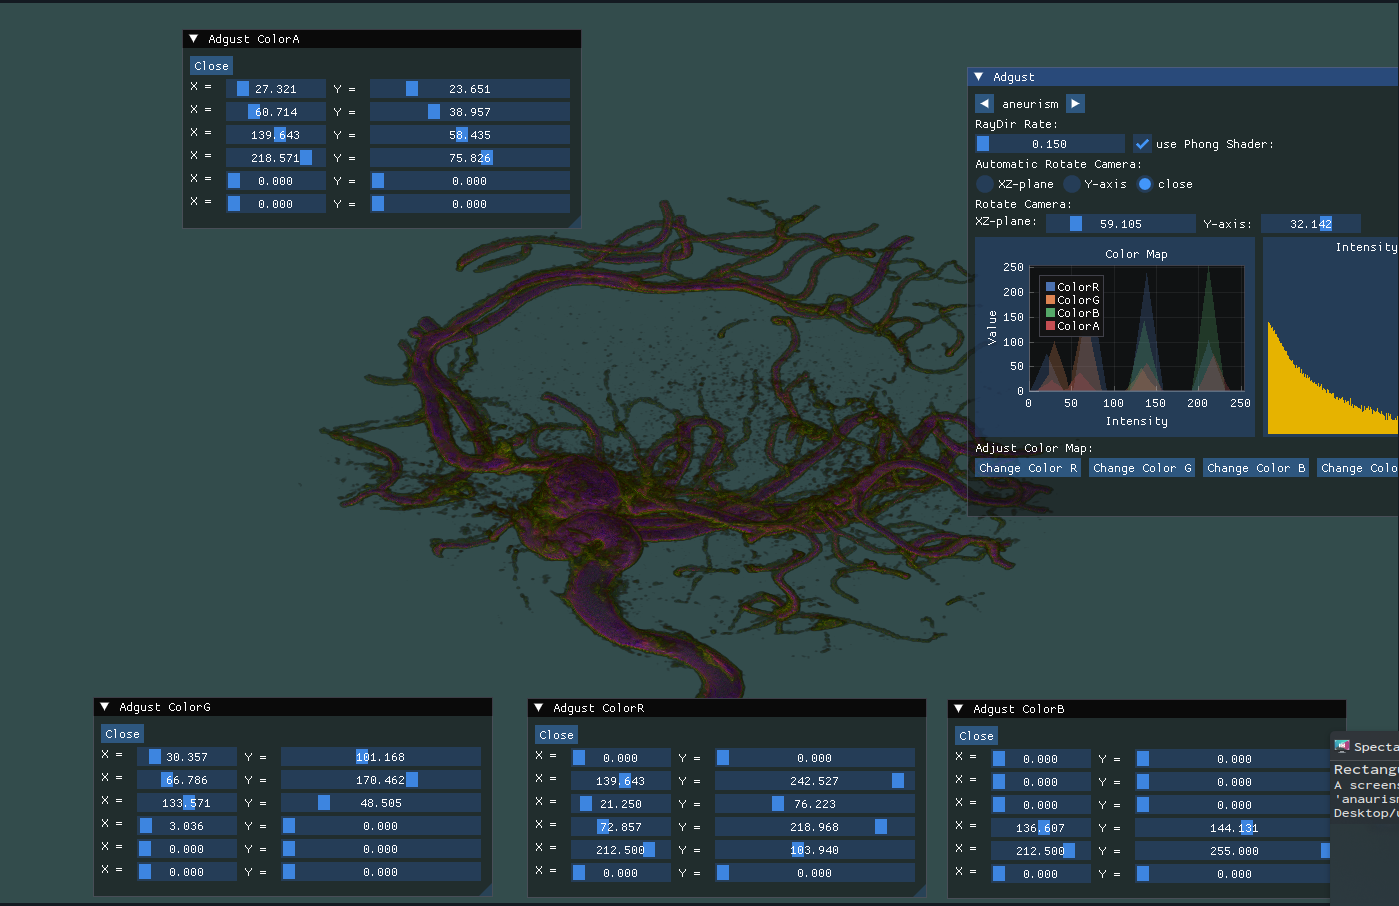 Adgust ColorA
Close
X = 27.321 Y = 23.651
X = 60.714 Y = 38.957
X = 139.643 Y = 58.435
X = 218.571 Y = 75.826
X = 0.000 Y = 0.000
X = 0.000 Y = 0.000
Adgust
aneurism
RayDir Rate:
0.150 use Phong Shader:
Automatic Rotate Camera:
XZ-plane Y-axis close
Rotate Camera:
XZ-plane: 59.105 Y-axis: 32.142
Color Map
250
200
150
100
50
0
Value
ColorR
ColorG
ColorB
ColorA
0 50 100 150 200 250
Intensity
Intensity
Adjust Color Map:
Change Color R Change Color G Change Color B Change Colo
Adgust ColorG
Close
X = 30.357 Y = 101.168
X = 66.786 Y = 170.462
X = 133.571 Y = 48.505
X = 3.036 Y = 0.000
X = 0.000 Y = 0.000
X = 0.000 Y = 0.000
Adgust ColorR
Close
X = 0.000 Y = 0.000
X = 139.643 Y = 242.527
X = 21.250 Y = 76.223
X = 72.857 Y = 218.968
X = 212.500 Y = 103.940
X = 0.000 Y = 0.000
Adgust ColorB
Close
X = 0.000 Y = 0.000
X = 0.000 Y = 0.000
X = 0.000 Y = 0.000
X = 136.607 Y = 144.131
X = 212.500 Y = 255.000
X = 0.000 Y = 0.000
Specta
Rectang
A screens
'anaurism
Desktop/